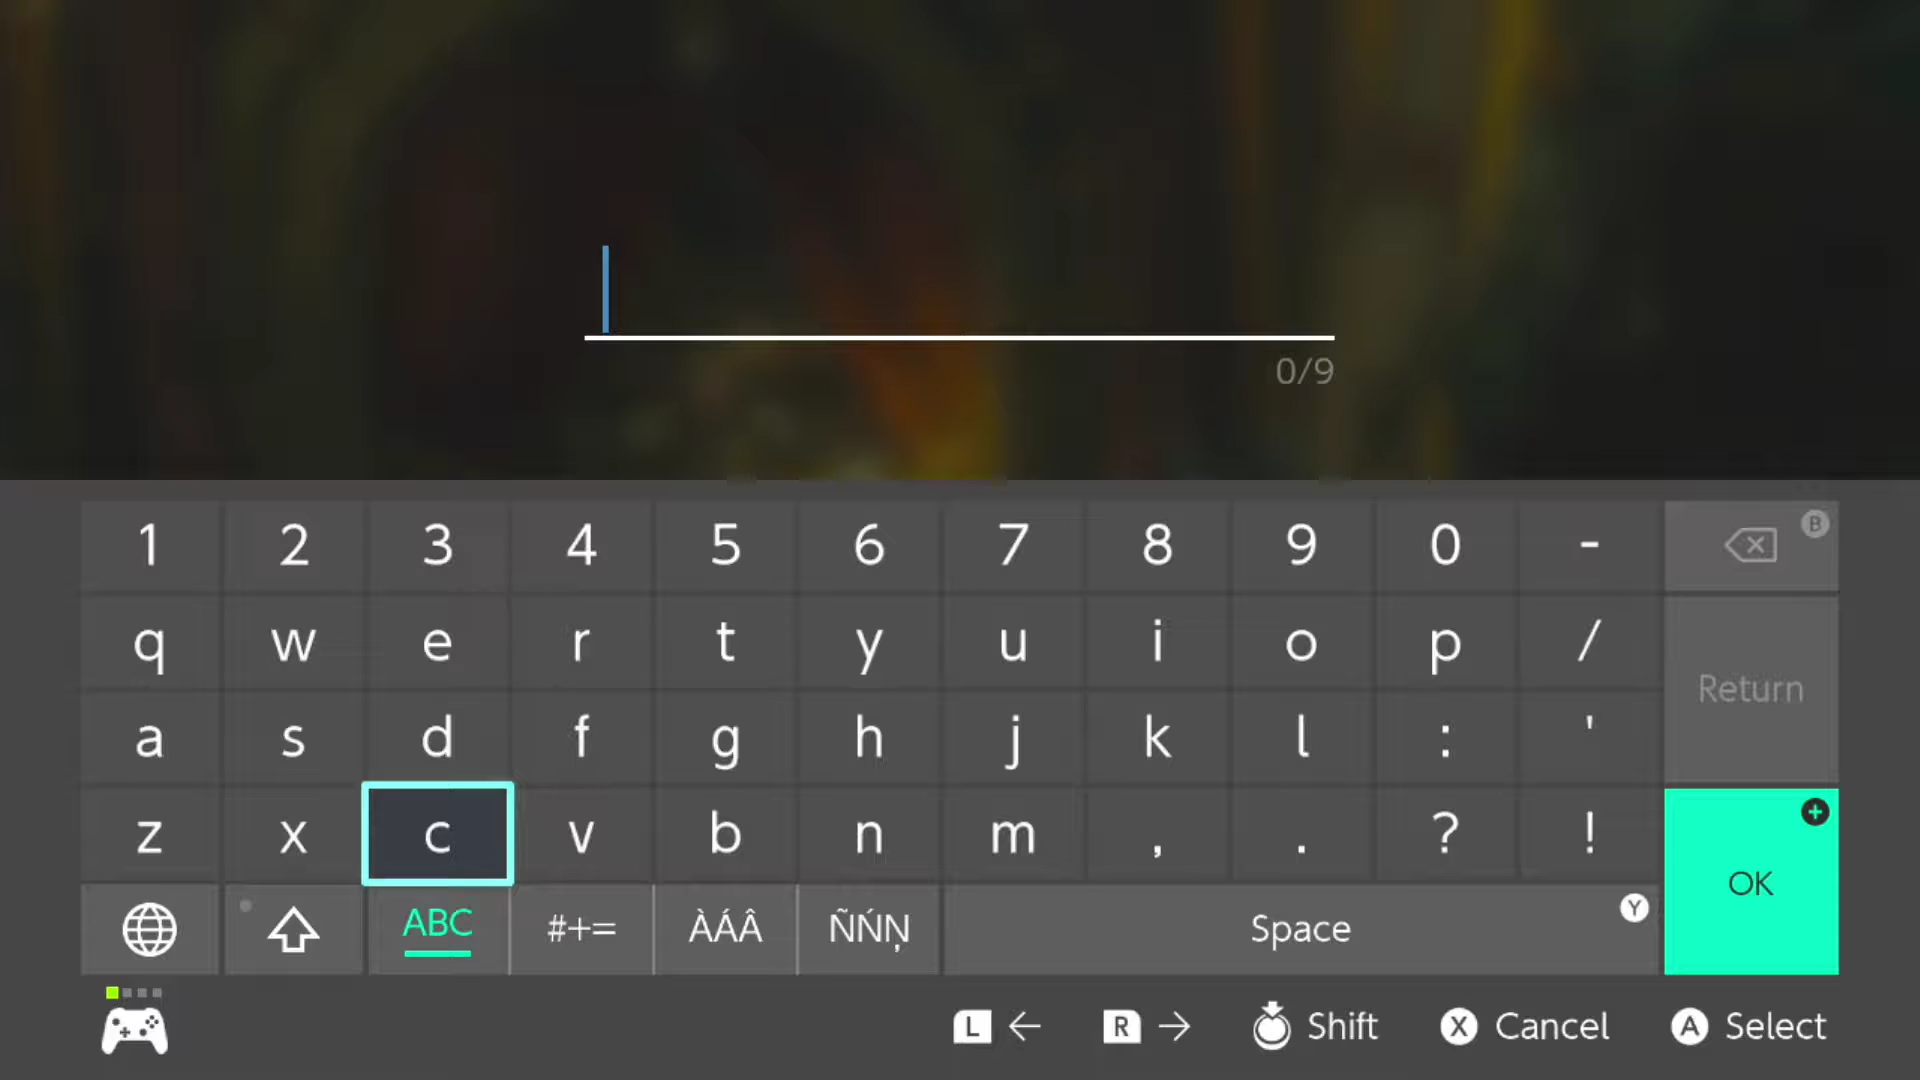 0/9
1 2 3 4 5 6 7 8 9 0 - B
q w e r t y u i o p / Return
a s d f g h j k l : '
z x c v b n m , . ? ! + OK
ABC #+= ÀÁÂ ÑŃŅ Space Y
L ← R → Shift X Cancel A Select